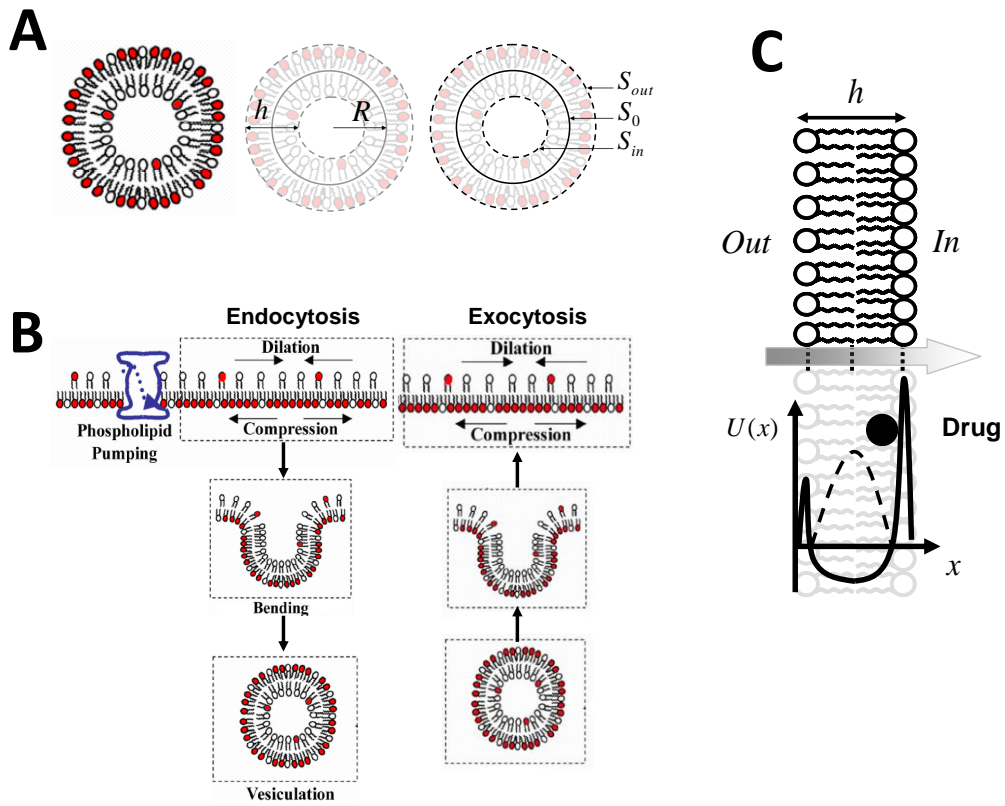 A
h
R
S_out
S_0
S_in
B
Endocytosis
Exocytosis
Dilation
Compression
Phospholipid
Pumping
Dilation
Compression
Bending
Vesiculation
C
h
Out
In
U(x)
Drug
x